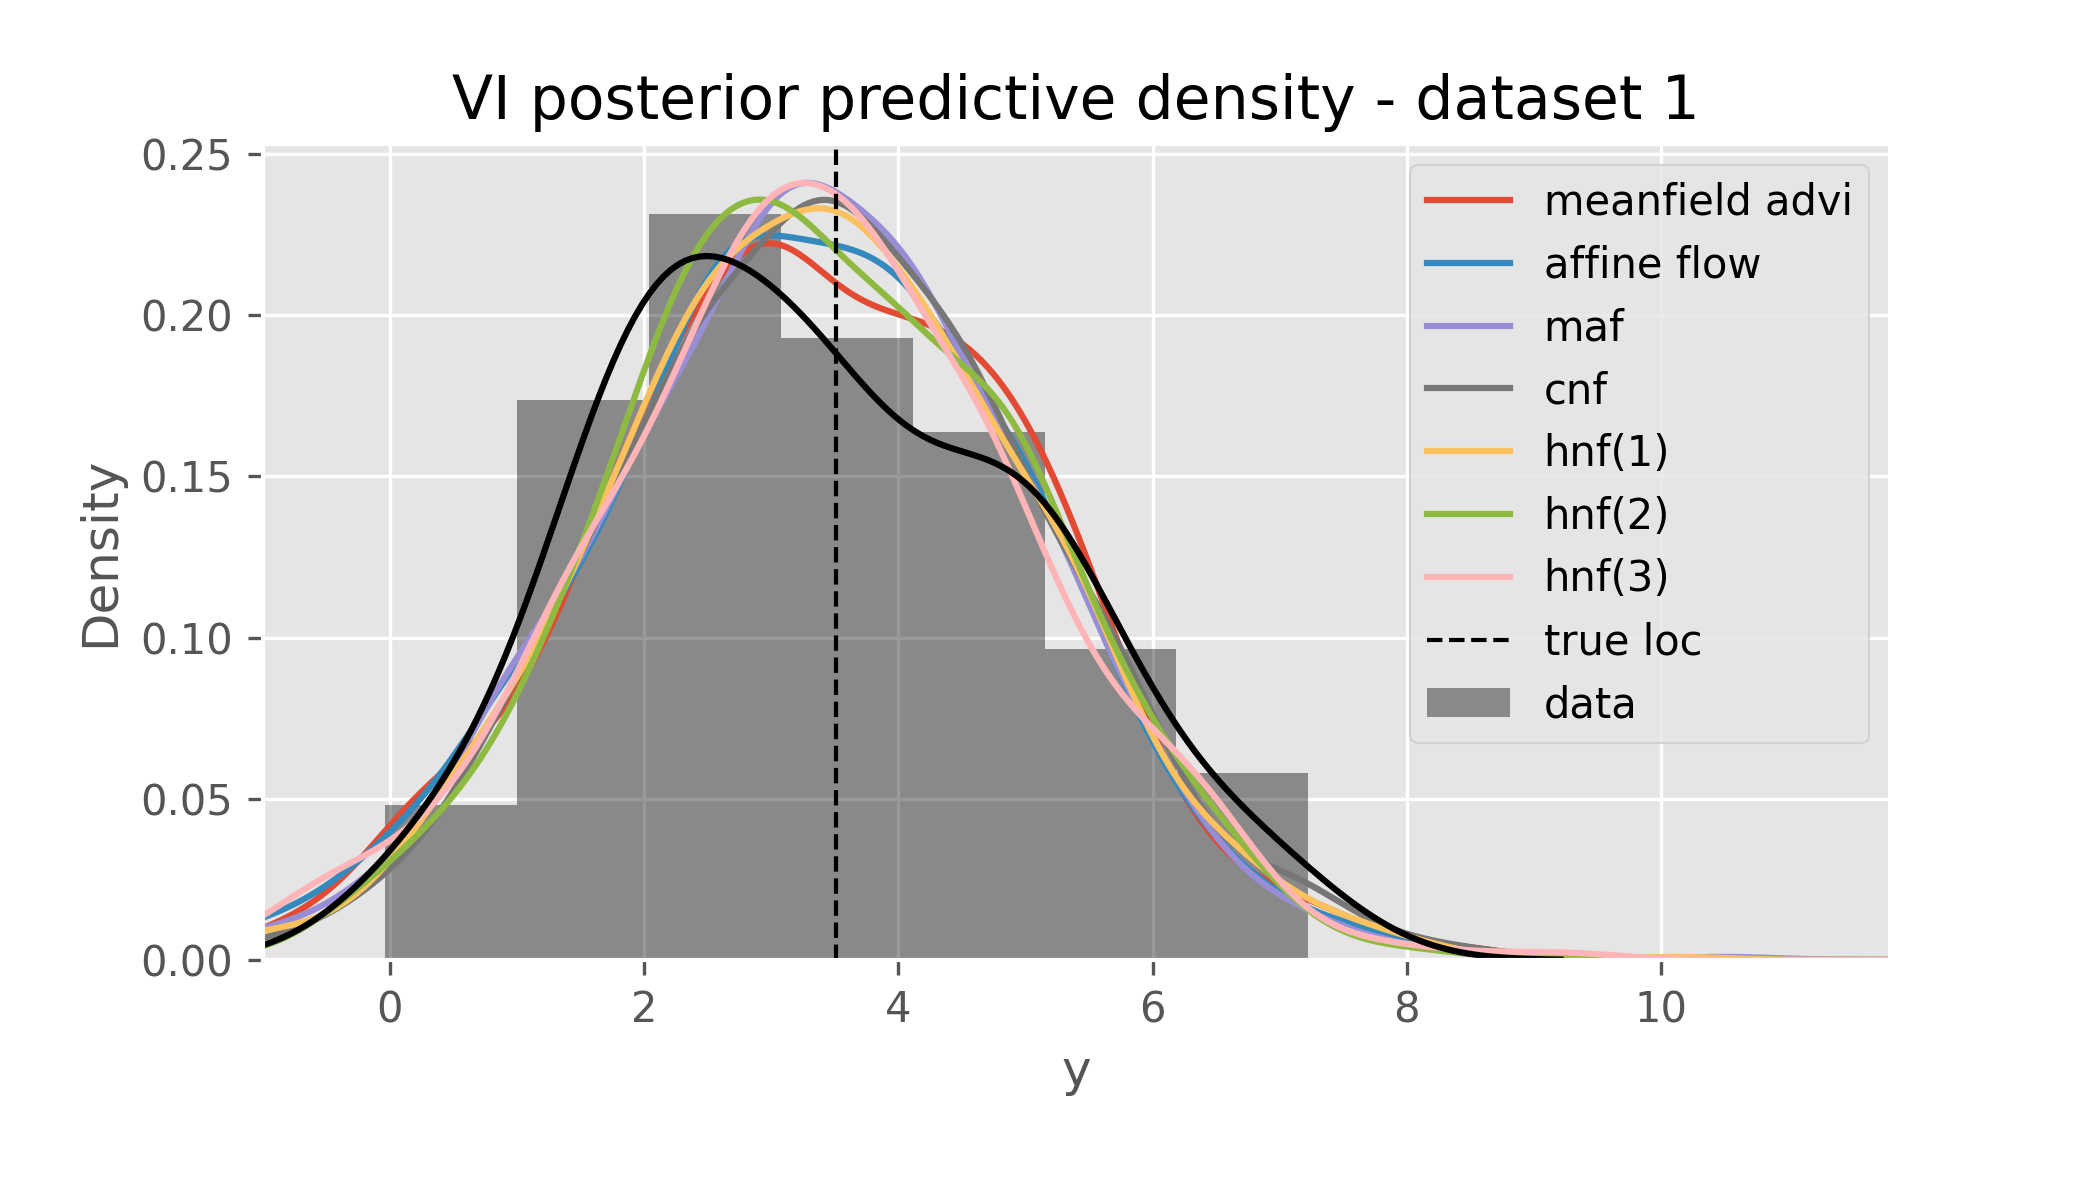 VI posterior predictive density - dataset 1
0.25
0.20
0.15
0.10
0.05
0.00
Density
0 2 4 6 8 10
y
meanfield advi
affine flow
maf
cnf
hnf(1)
hnf(2)
hnf(3)
true loc
data